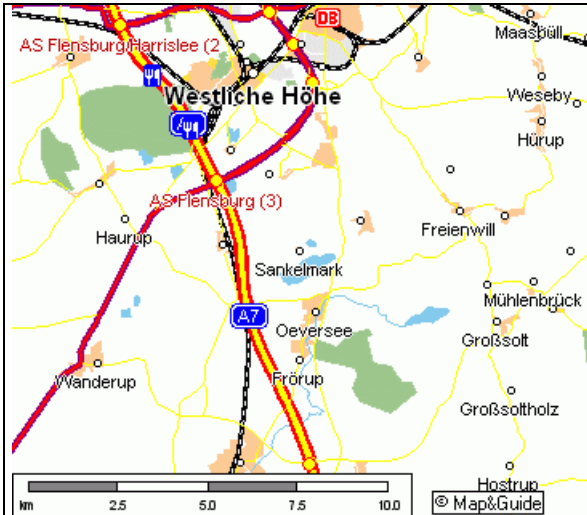 DB
Maasbüll
AS Flensburg/Harrislee (2
Weseby
Westliche Höhe
Hürup
AS Flensburg (3)
Freienwill
Haurup
Sankelmark
Mühlenbrück
A7
Oeversee
Großsolt
Frörup
Wanderup
Großsoltholz
Hostrup
km 2.5 5.0 7.5 10.0
© Map&Guide